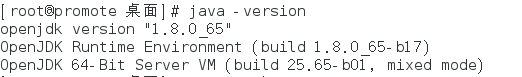 [root@promote 桌面]# java -version
openjdk version "1.8.0_65"
OpenJDK Runtime Environment (build 1.8.0_65-b17)
OpenJDK 64-Bit Server VM (build 25.65-b01, mixed mode)